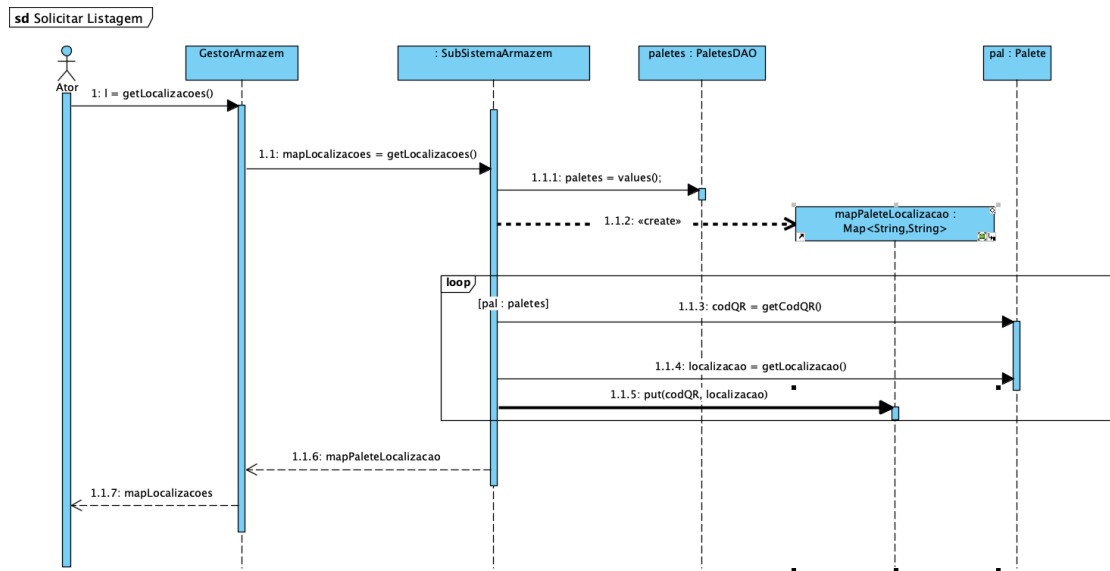 sd Solicitar Listagem
GestorArmazem
: SubSistemaArmazem
paletes : PaletesDAO
pal : Palete
Ator
1: l = getLocalizacoes()
1.1: mapLocalizacoes = getLocalizacoes()
1.1.1: paletes = values();
1.1.2: «create»
mapPaleteLocalizacao :
Map<String,String>
loop
[pal : paletes]
1.1.3: codQR = getCodQR()
1.1.4: localizacao = getLocalizacao()
1.1.5: put(codQR, localizacao)
1.1.6: mapPaleteLocalizacao
1.1.7: mapLocalizacoes